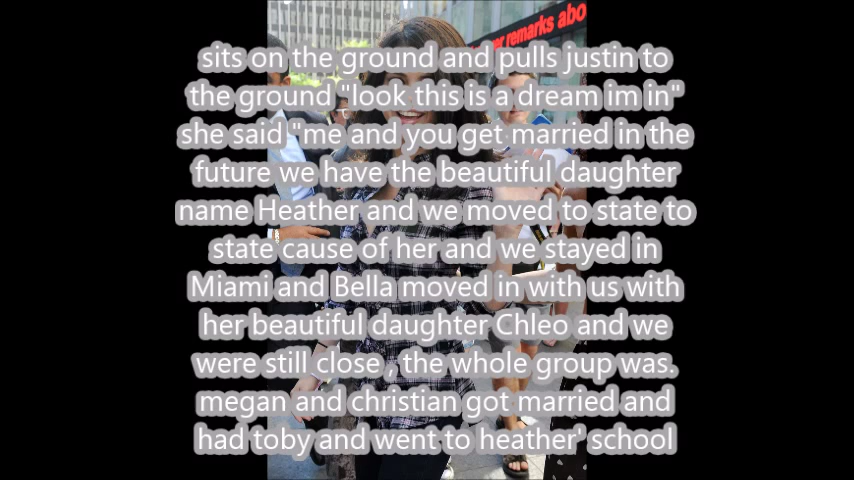 er remarks abo
sits on the ground and pulls justin to
the ground "look this is a dream im in"
she said "me and you get married in the
future we have the beautiful daughter
name Heather and we moved to state to
state cause of her and we stayed in
Miami and Bella moved in with us with
her beautiful daughter Chleo and we
were still close , the whole group was.
megan and christian got married and
had toby and went to heather' school